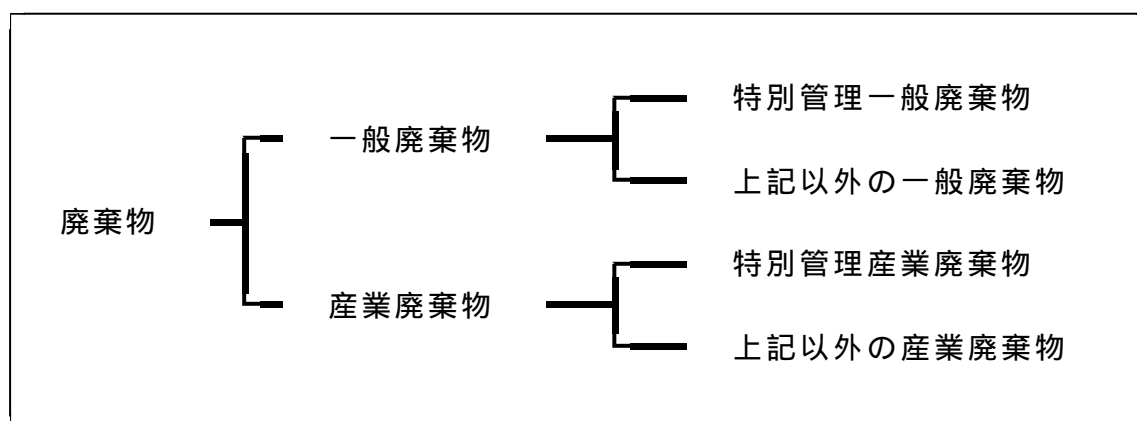 特別管理一般廃棄物
一般廃棄物
上記以外の一般廃棄物
廃棄物
特別管理産業廃棄物
産業廃棄物
上記以外の産業廃棄物